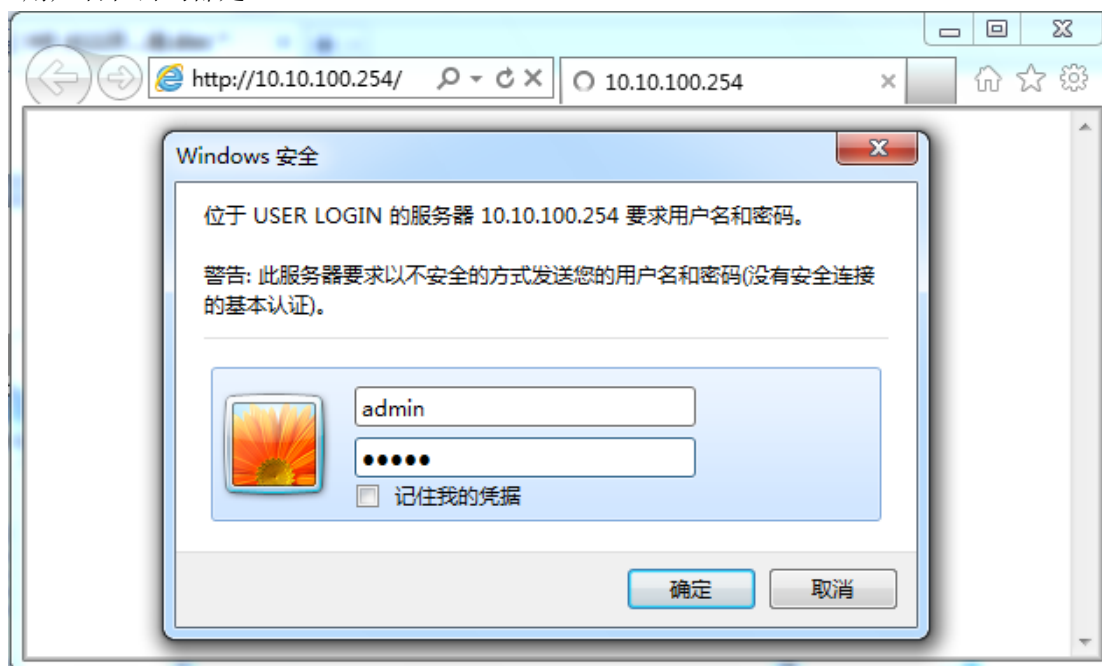 http://10.10.100.254/
10.10.100.254
Windows 安全
位于 USER LOGIN 的服务器 10.10.100.254 要求用户名和密码。
警告: 此服务器要求以不安全的方式发送您的用户名和密码(没有安全连接
的基本认证)。
admin
●●●●●
记住我的凭据
确定
取消